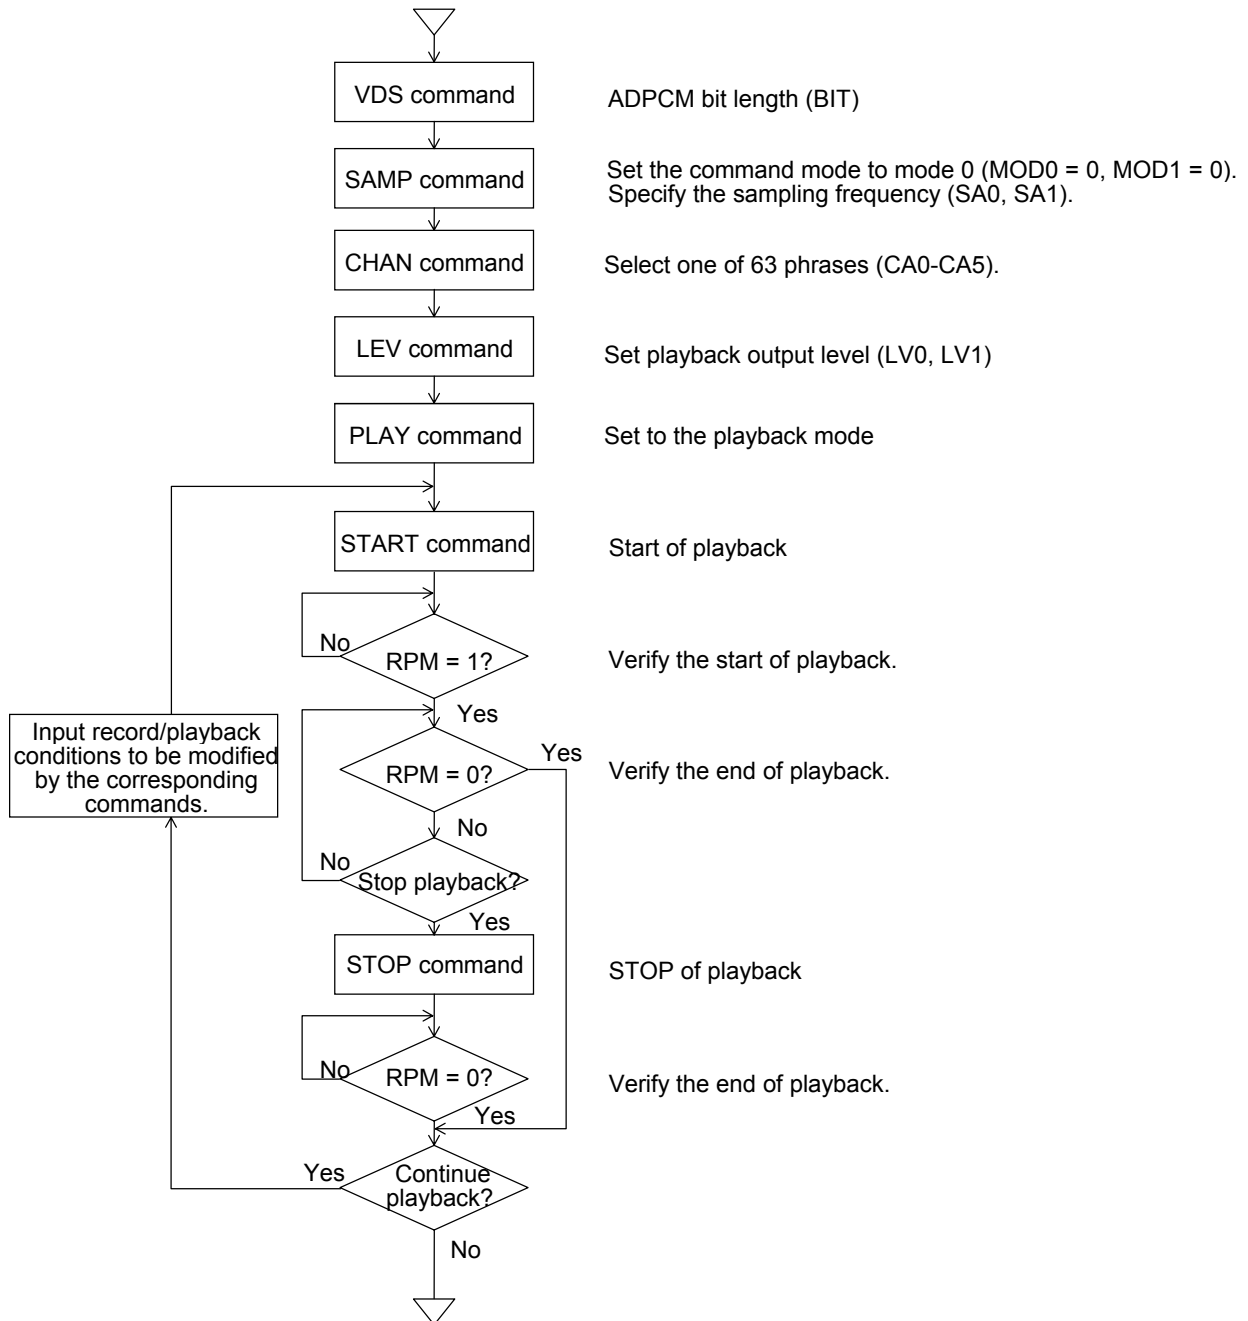 VDS command
ADPCM bit length (BIT)
SAMP command
Set the command mode to mode 0 (MOD0 = 0, MOD1 = 0).
Specify the sampling frequency (SA0, SA1).
CHAN command
Select one of 63 phrases (CA0-CA5).
LEV command
Set playback output level (LV0, LV1)
PLAY command
Set to the playback mode
START command
Start of playback
No
RPM = 1?
Verify the start of playback.
Yes
Input record/playback
conditions to be modified
by the corresponding
commands.
RPM = 0?
Yes
Verify the end of playback.
No
No
Stop playback?
Yes
STOP command
STOP of playback
No
RPM = 0?
Verify the end of playback.
Yes
Yes
Continue
playback?
No